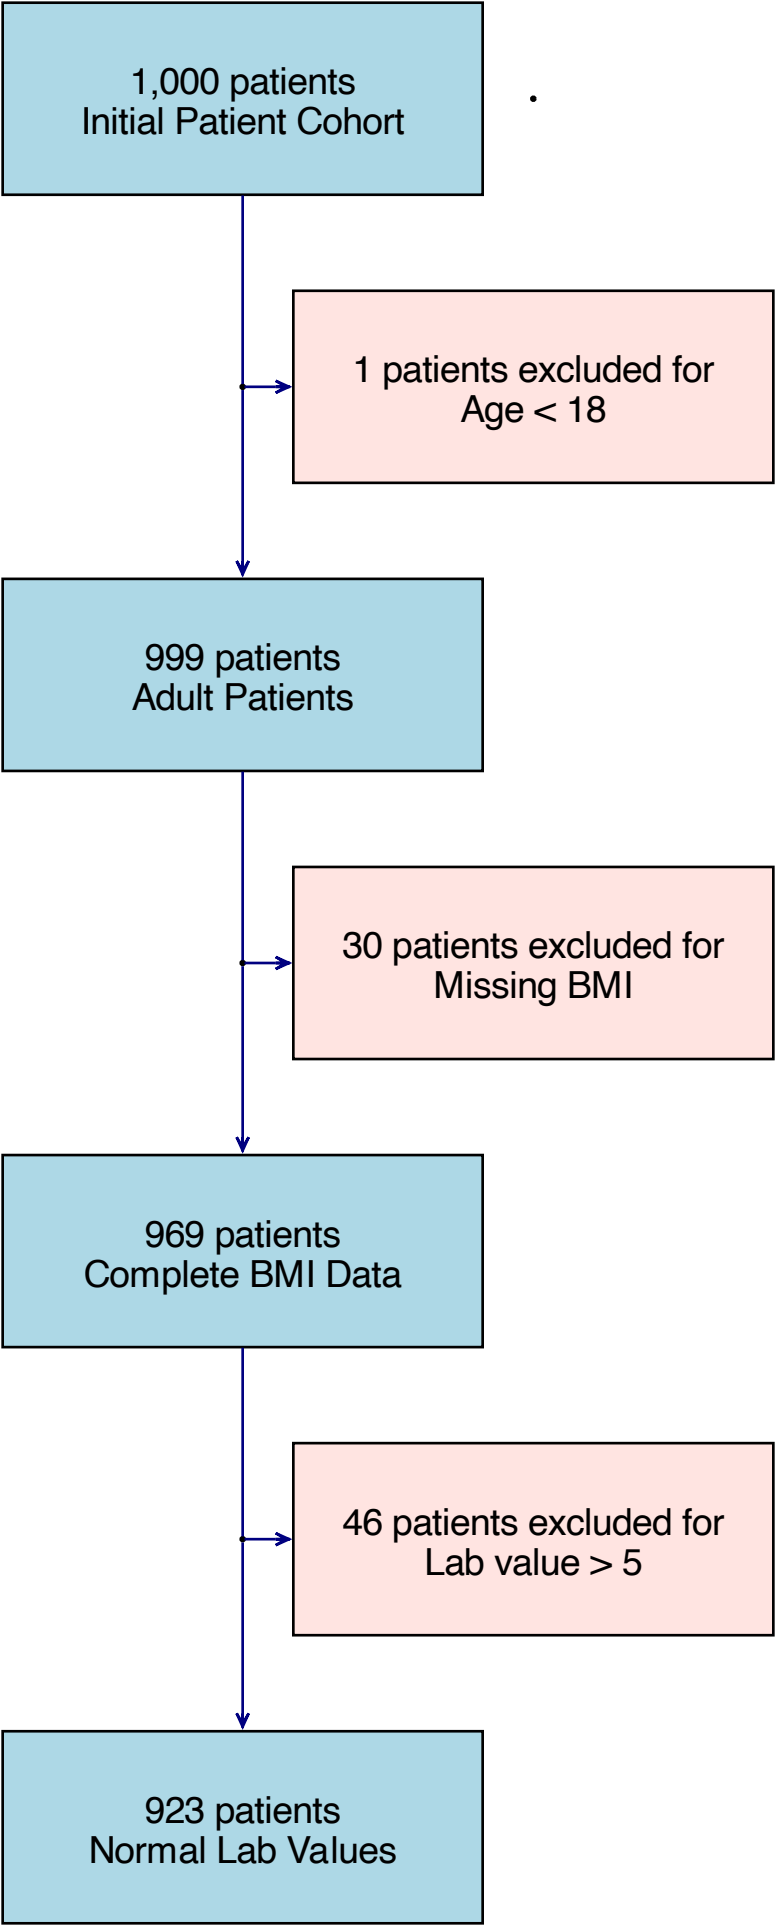 1,000 patients
Initial Patient Cohort
.
1 patients excluded for
Age < 18
999 patients
Adult Patients
30 patients excluded for
Missing BMI
969 patients
Complete BMI Data
46 patients excluded for
Lab value > 5
923 patients
Normal Lab Values